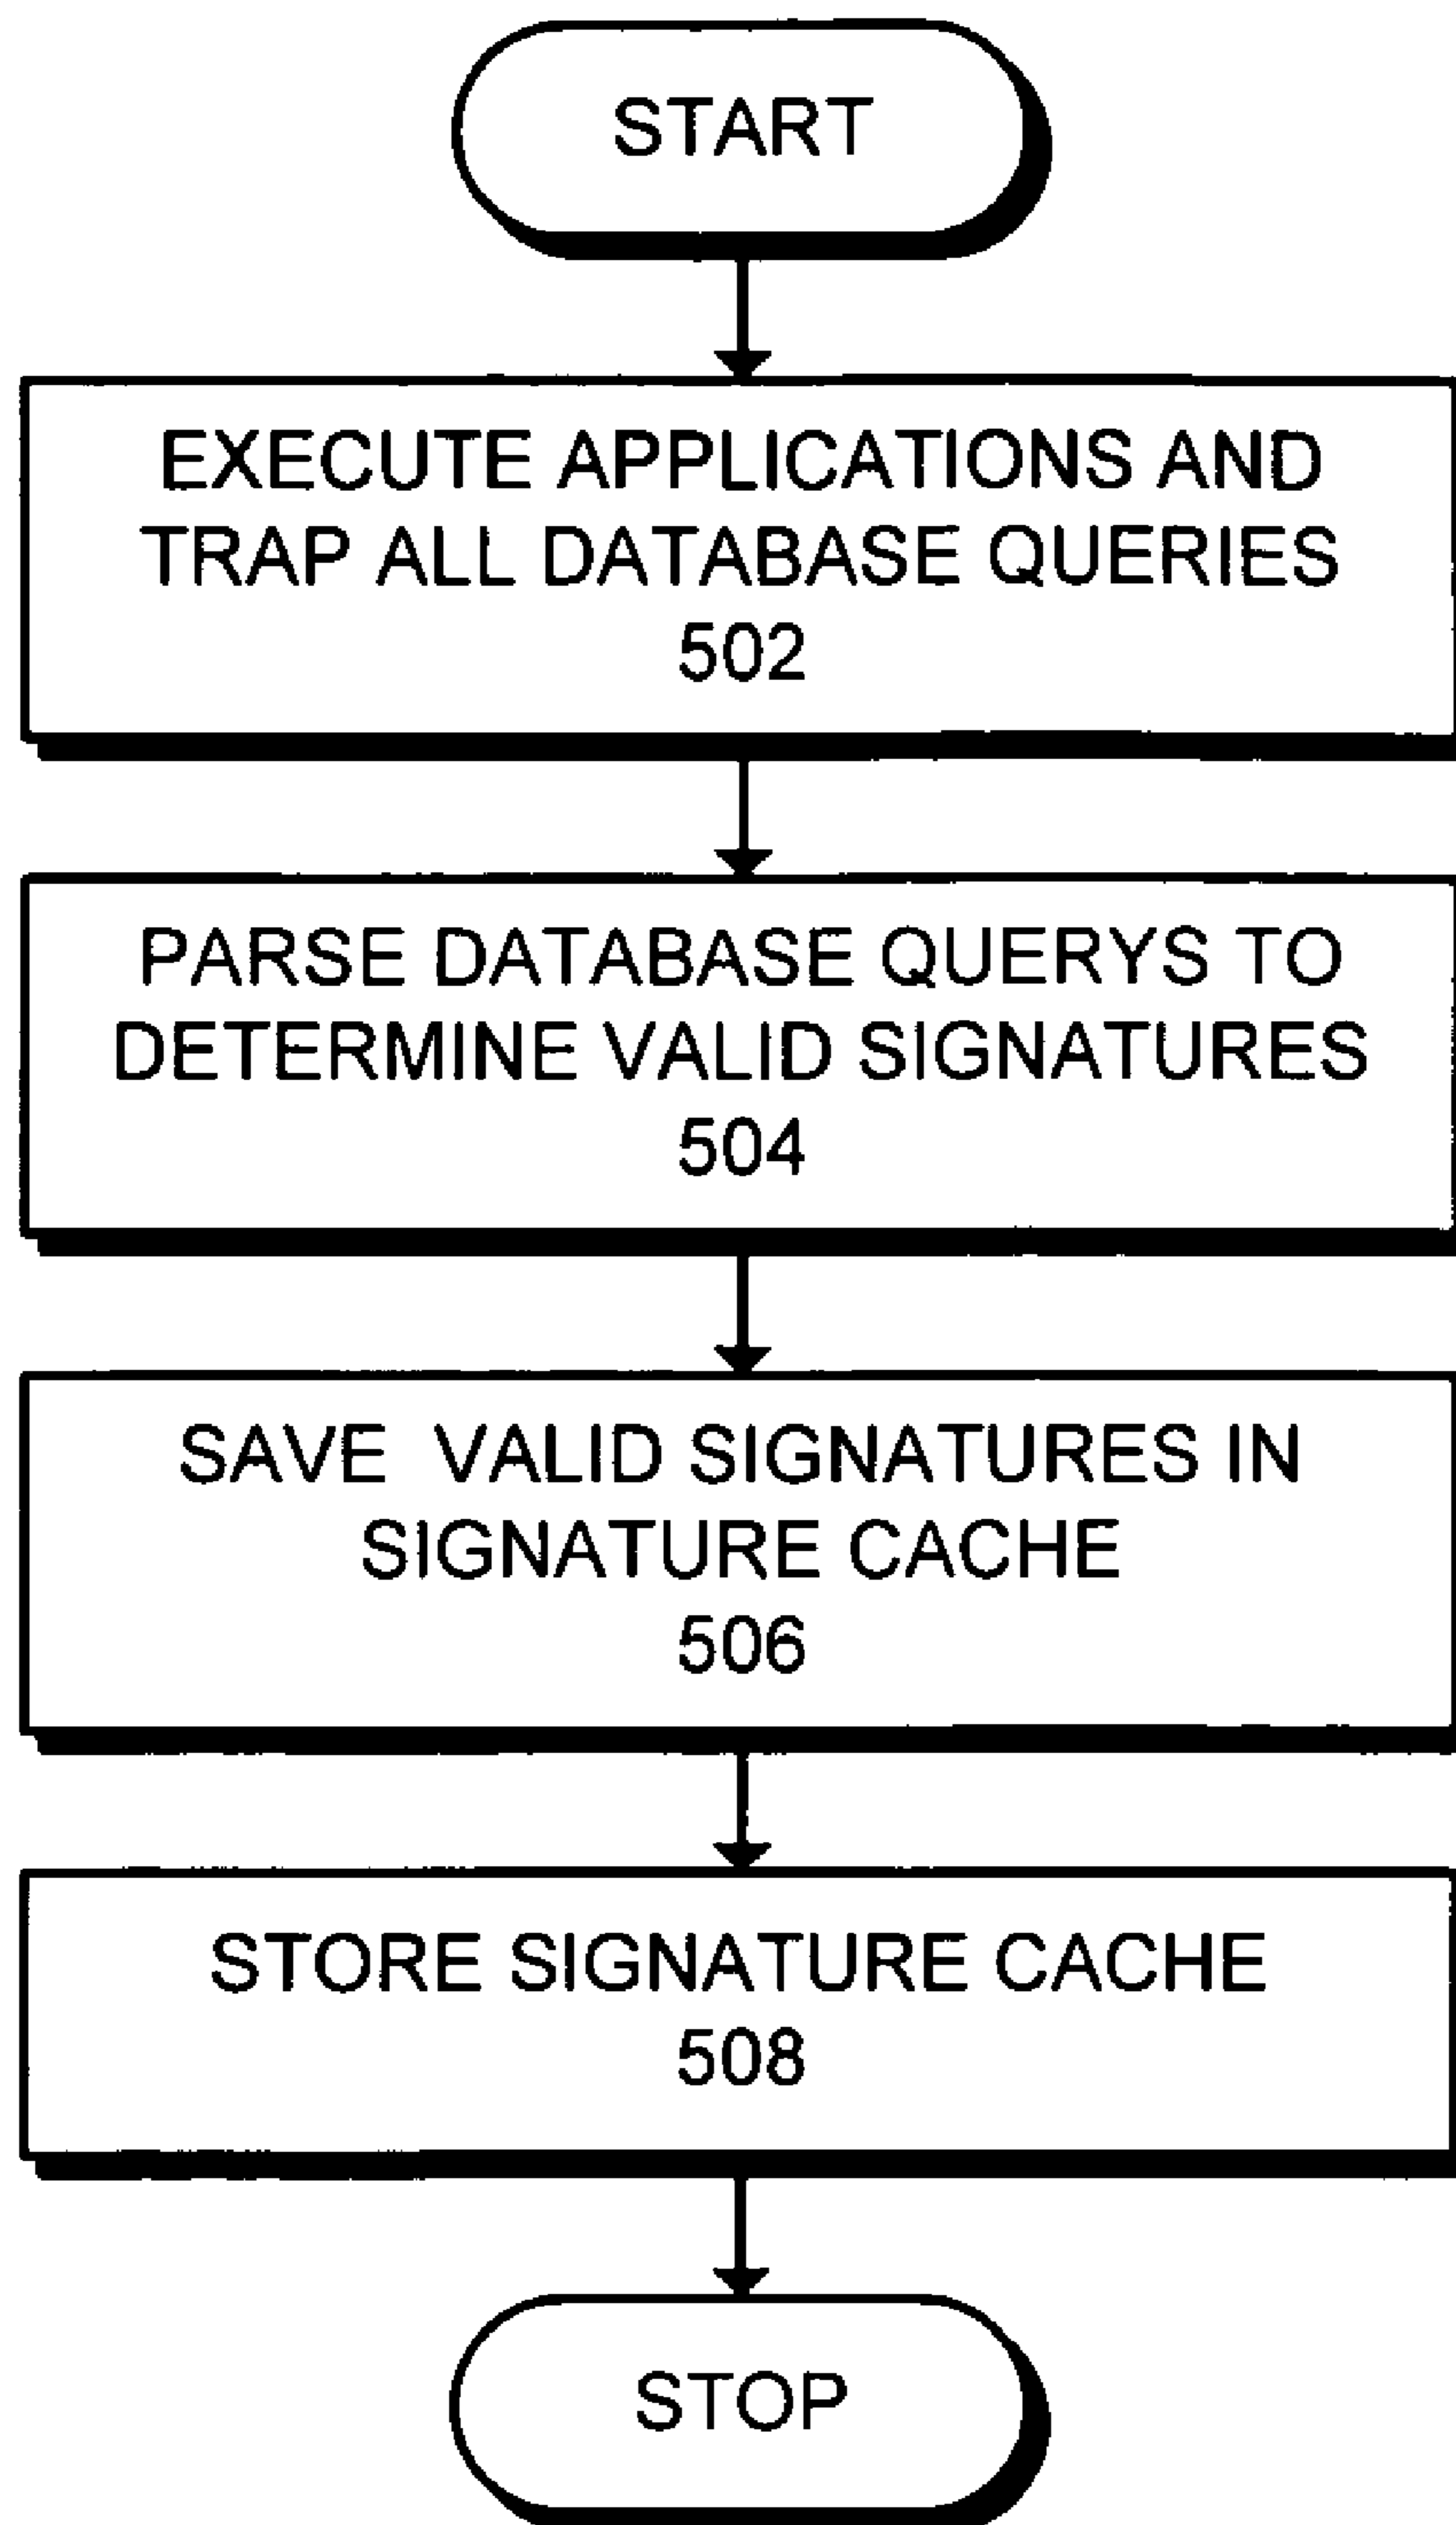 START
EXECUTE APPLICATIONS AND
TRAP ALL DATABASE QUERIES
502
PARSE DATABASE QUERYS TO
DETERMINE VALID SIGNATURES
504
SAVE VALID SIGNATURES IN
SIGNATURE CACHE
506
STORE SIGNATURE CACHE
508
STOP